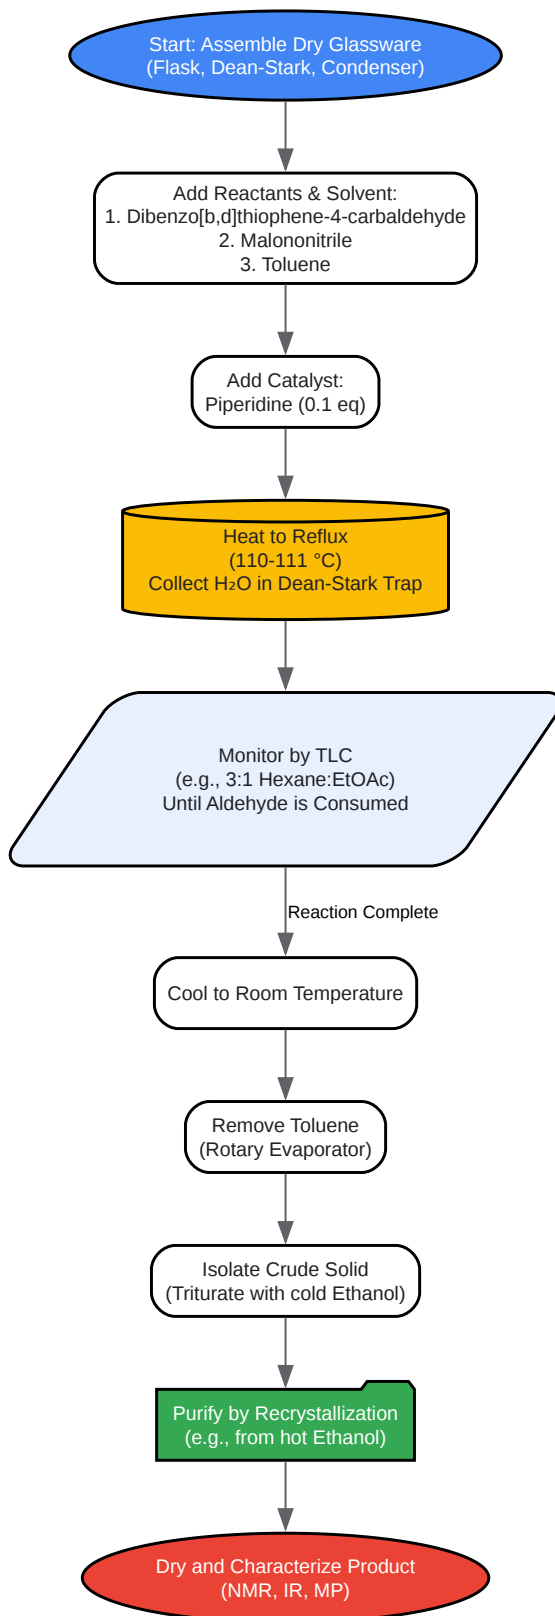 Start: Assemble Dry Glassware
(Flask, Dean-Stark, Condenser)
Add Reactants & Solvent:
1. Dibenzo[b,d]thiophene-4-carbaldehyde
2. Malononitrile
3. Toluene
Add Catalyst:
Piperidine (0.1 eq)
Heat to Reflux
(110-111 °C)
Collect H₂O in Dean-Stark Trap
Monitor by TLC
(e.g., 3:1 Hexane:EtOAc)
Until Aldehyde is Consumed
Reaction Complete
Cool to Room Temperature
Remove Toluene
(Rotary Evaporator)
Isolate Crude Solid
(Triturate with cold Ethanol)
Purify by Recrystallization
(e.g., from hot Ethanol)
Dry and Characterize Product
(NMR, IR, MP)